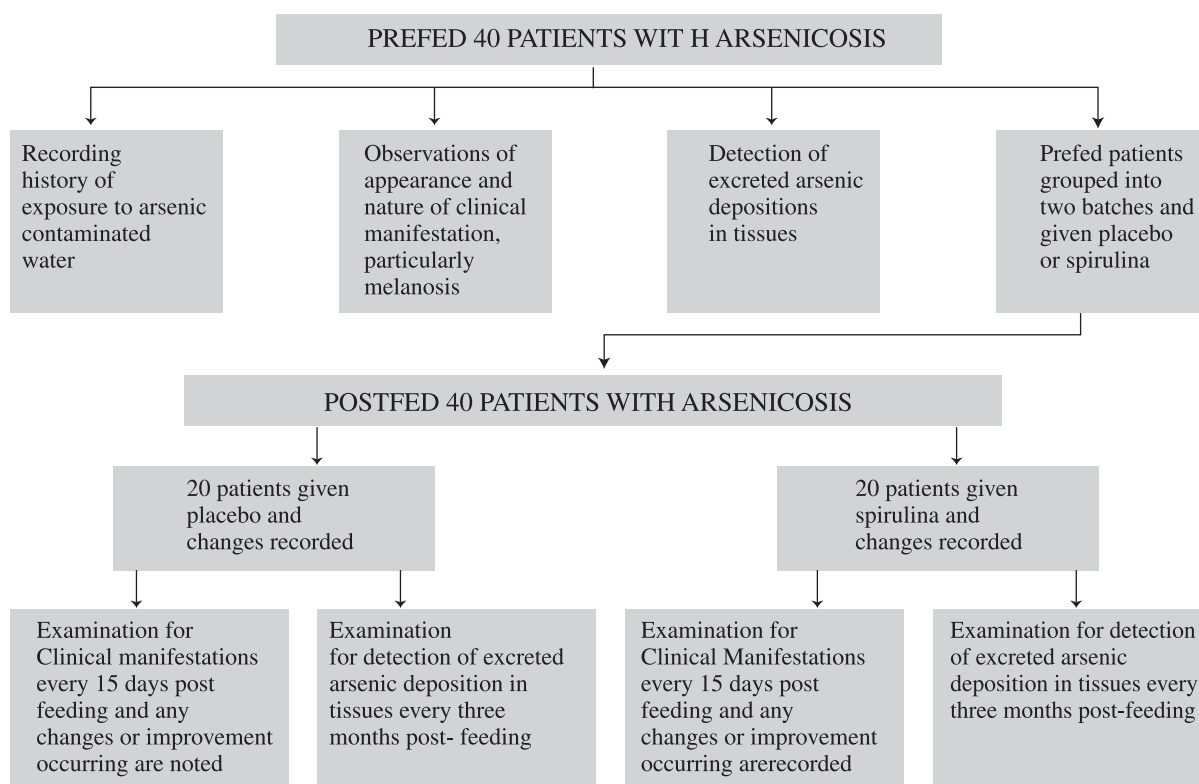 PREFED 40 PATIENTS WIT H ARSENICOSIS
Recording
history of
exposure to arsenic
contaminated
water
Observations of
appearance and
nature of clinical
manifestation,
particularly
melanosis
Detection of
excreted arsenic
depositions
in tissues
Prefed patients
grouped into
two batches and
given placebo
or spirulina
POSTFED 40 PATIENTS WITH ARSENICOSIS
20 patients given
placebo and
changes recorded
20 patients given
spirulina and
changes recorded
Examination for
Clinical manifestations
every 15 days post
feeding and any
changes or improvement
occurring are noted
Examination
for detection of excreted
arsenic deposition in
tissues every three
months post- feeding
Examination for
Clinical Manifestations
every 15 days post
feeding and any
changes or improvement
occurring arerecorded
Examination for detection
of excreted arsenic
deposition in tissues every
three months post-feeding